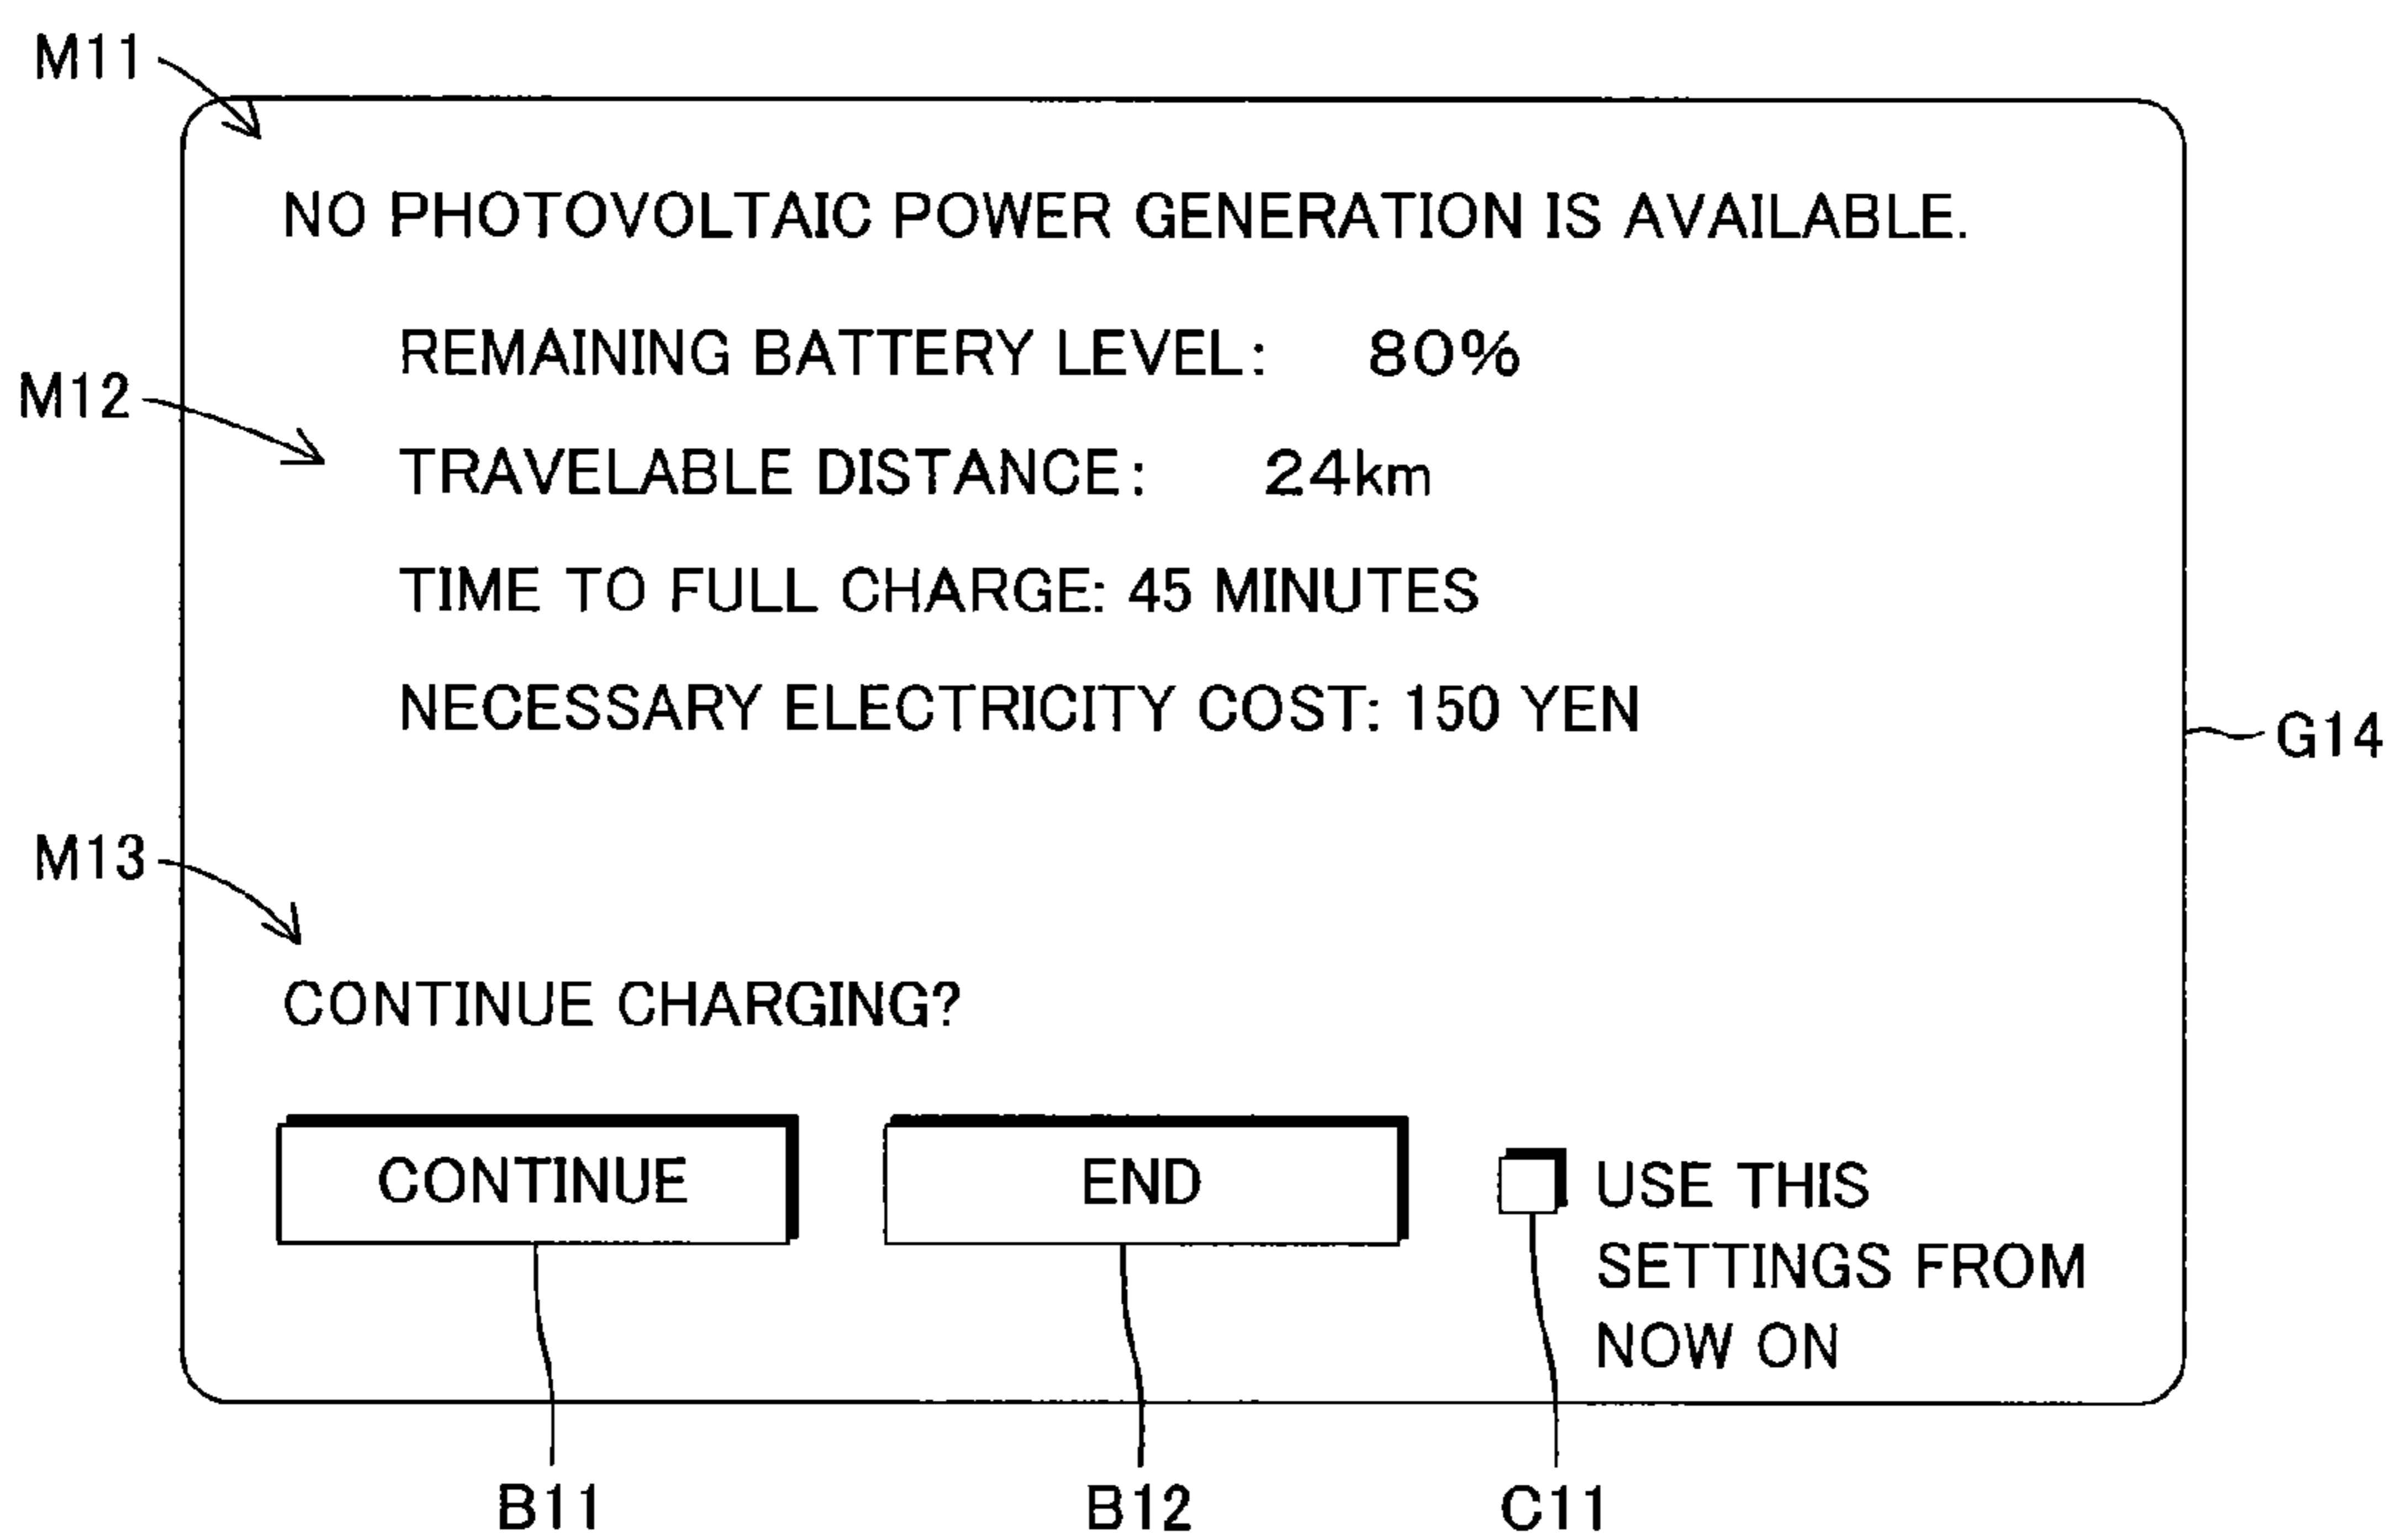 M11
NO PHOTOVOLTAIC POWER GENERATION IS AVAILABLE.
REMAINING BATTERY LEVEL: 80%
M12
TRAVELABLE DISTANCE: 24km
TIME TO FULL CHARGE: 45 MINUTES
NECESSARY ELECTRICITY COST: 150 YEN
G14
M13
CONTINUE CHARGING?
CONTINUE
END
USE THIS
SETTINGS FROM
NOW ON
B11
B12
C11